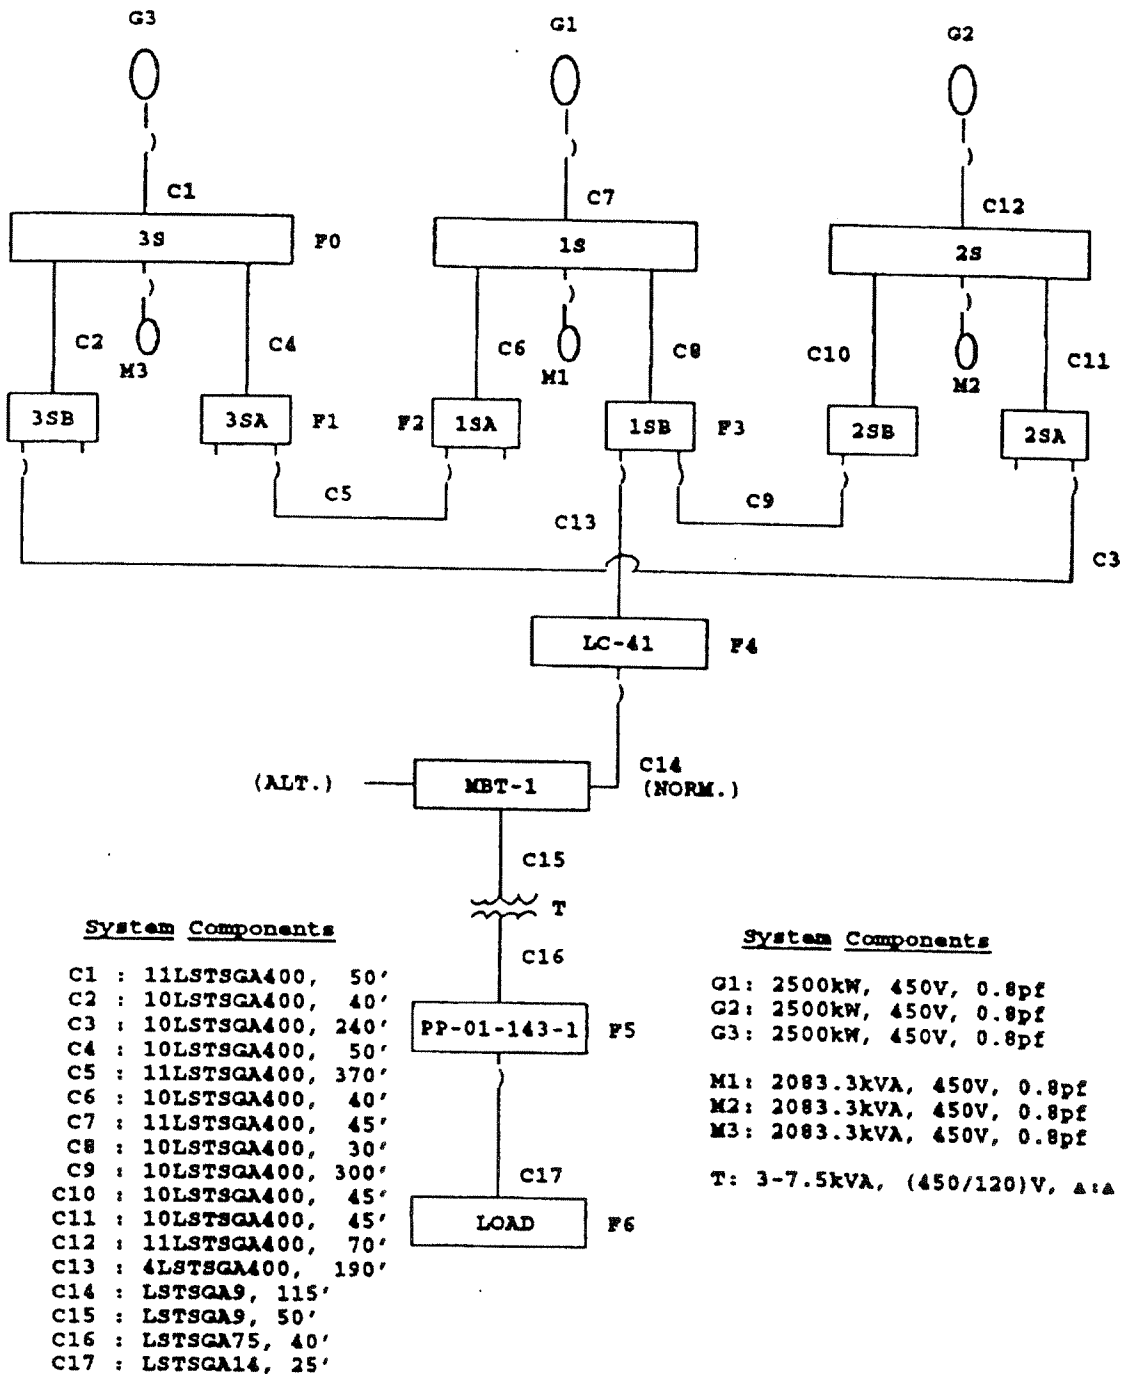 G3
G1
G2
C1
C7
C12
3S
F0
1S
2S
C2
M3
C4
C6
M1
C8
C10
M2
C11
3SB
3SA
F1
F2
1SA
1SB
F3
2SB
2SA
C5
C13
C9
C3
LC-41
F4
(ALT.)
MBT-1
C14
(NORM.)
C15
T
C16
PP-01-143-1
F5
C17
LOAD
F6
System Components
C1 : 11LSTSGA400, 50'
C2 : 10LSTSGA400, 40'
C3 : 10LSTSGA400, 240'
C4 : 10LSTSGA400, 50'
C5 : 11LSTSGA400, 370'
C6 : 10LSTSGA400, 40'
C7 : 11LSTSGA400, 45'
C8 : 10LSTSGA400, 30'
C9 : 10LSTSGA400, 300'
C10 : 10LSTSGA400, 45'
C11 : 10LSTSGA400, 45'
C12 : 11LSTSGA400, 70'
C13 : 4LSTSGA400, 190'
C14 : LSTSGA9, 115'
C15 : LSTSGA9, 50'
C16 : LSTSGA75, 40'
C17 : LSTSGA14, 25'
System Components
G1: 2500kW, 450V, 0.8pf
G2: 2500kW, 450V, 0.8pf
G3: 2500kW, 450V, 0.8pf
M1: 2083.3kVA, 450V, 0.8pf
M2: 2083.3kVA, 450V, 0.8pf
M3: 2083.3kVA, 450V, 0.8pf
T: 3-7.5kVA, (450/120)V, Δ:Δ